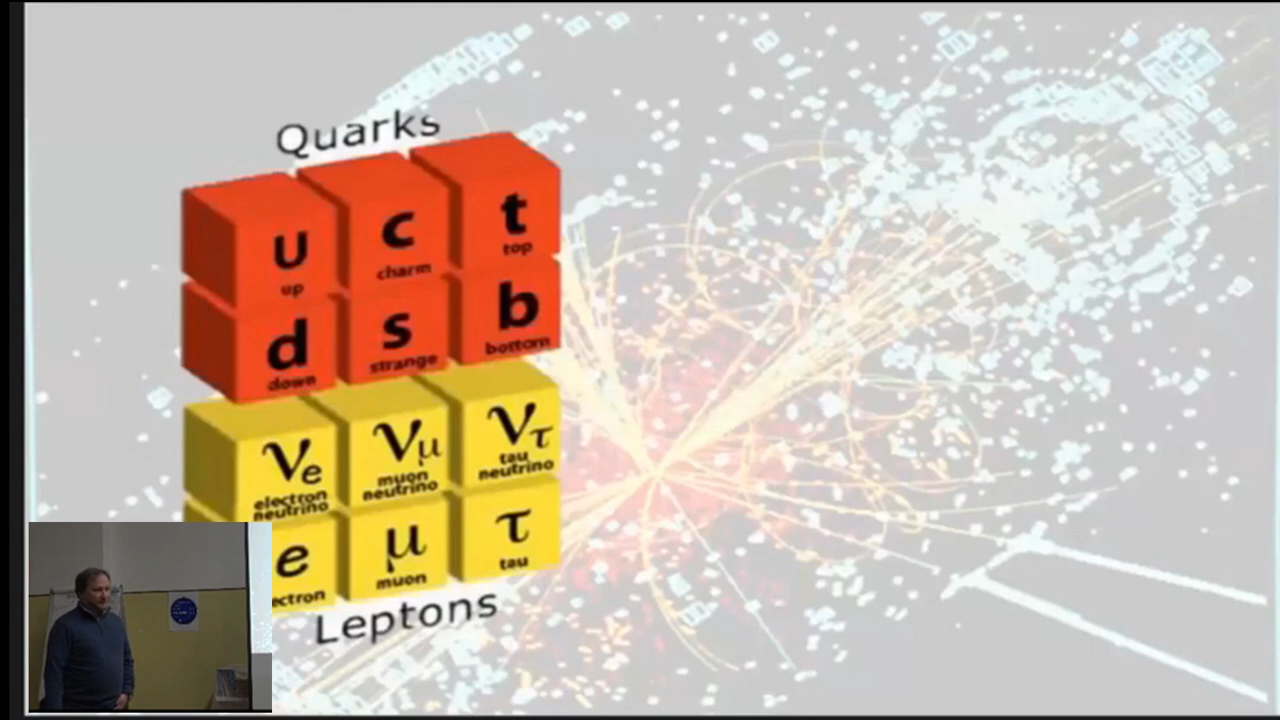 Quarks
u c t
up charm top
d s b
down strange bottom
νe νμ ντ
electron neutrino muon neutrino tau neutrino
e μ τ
ectron muon tau
Leptons